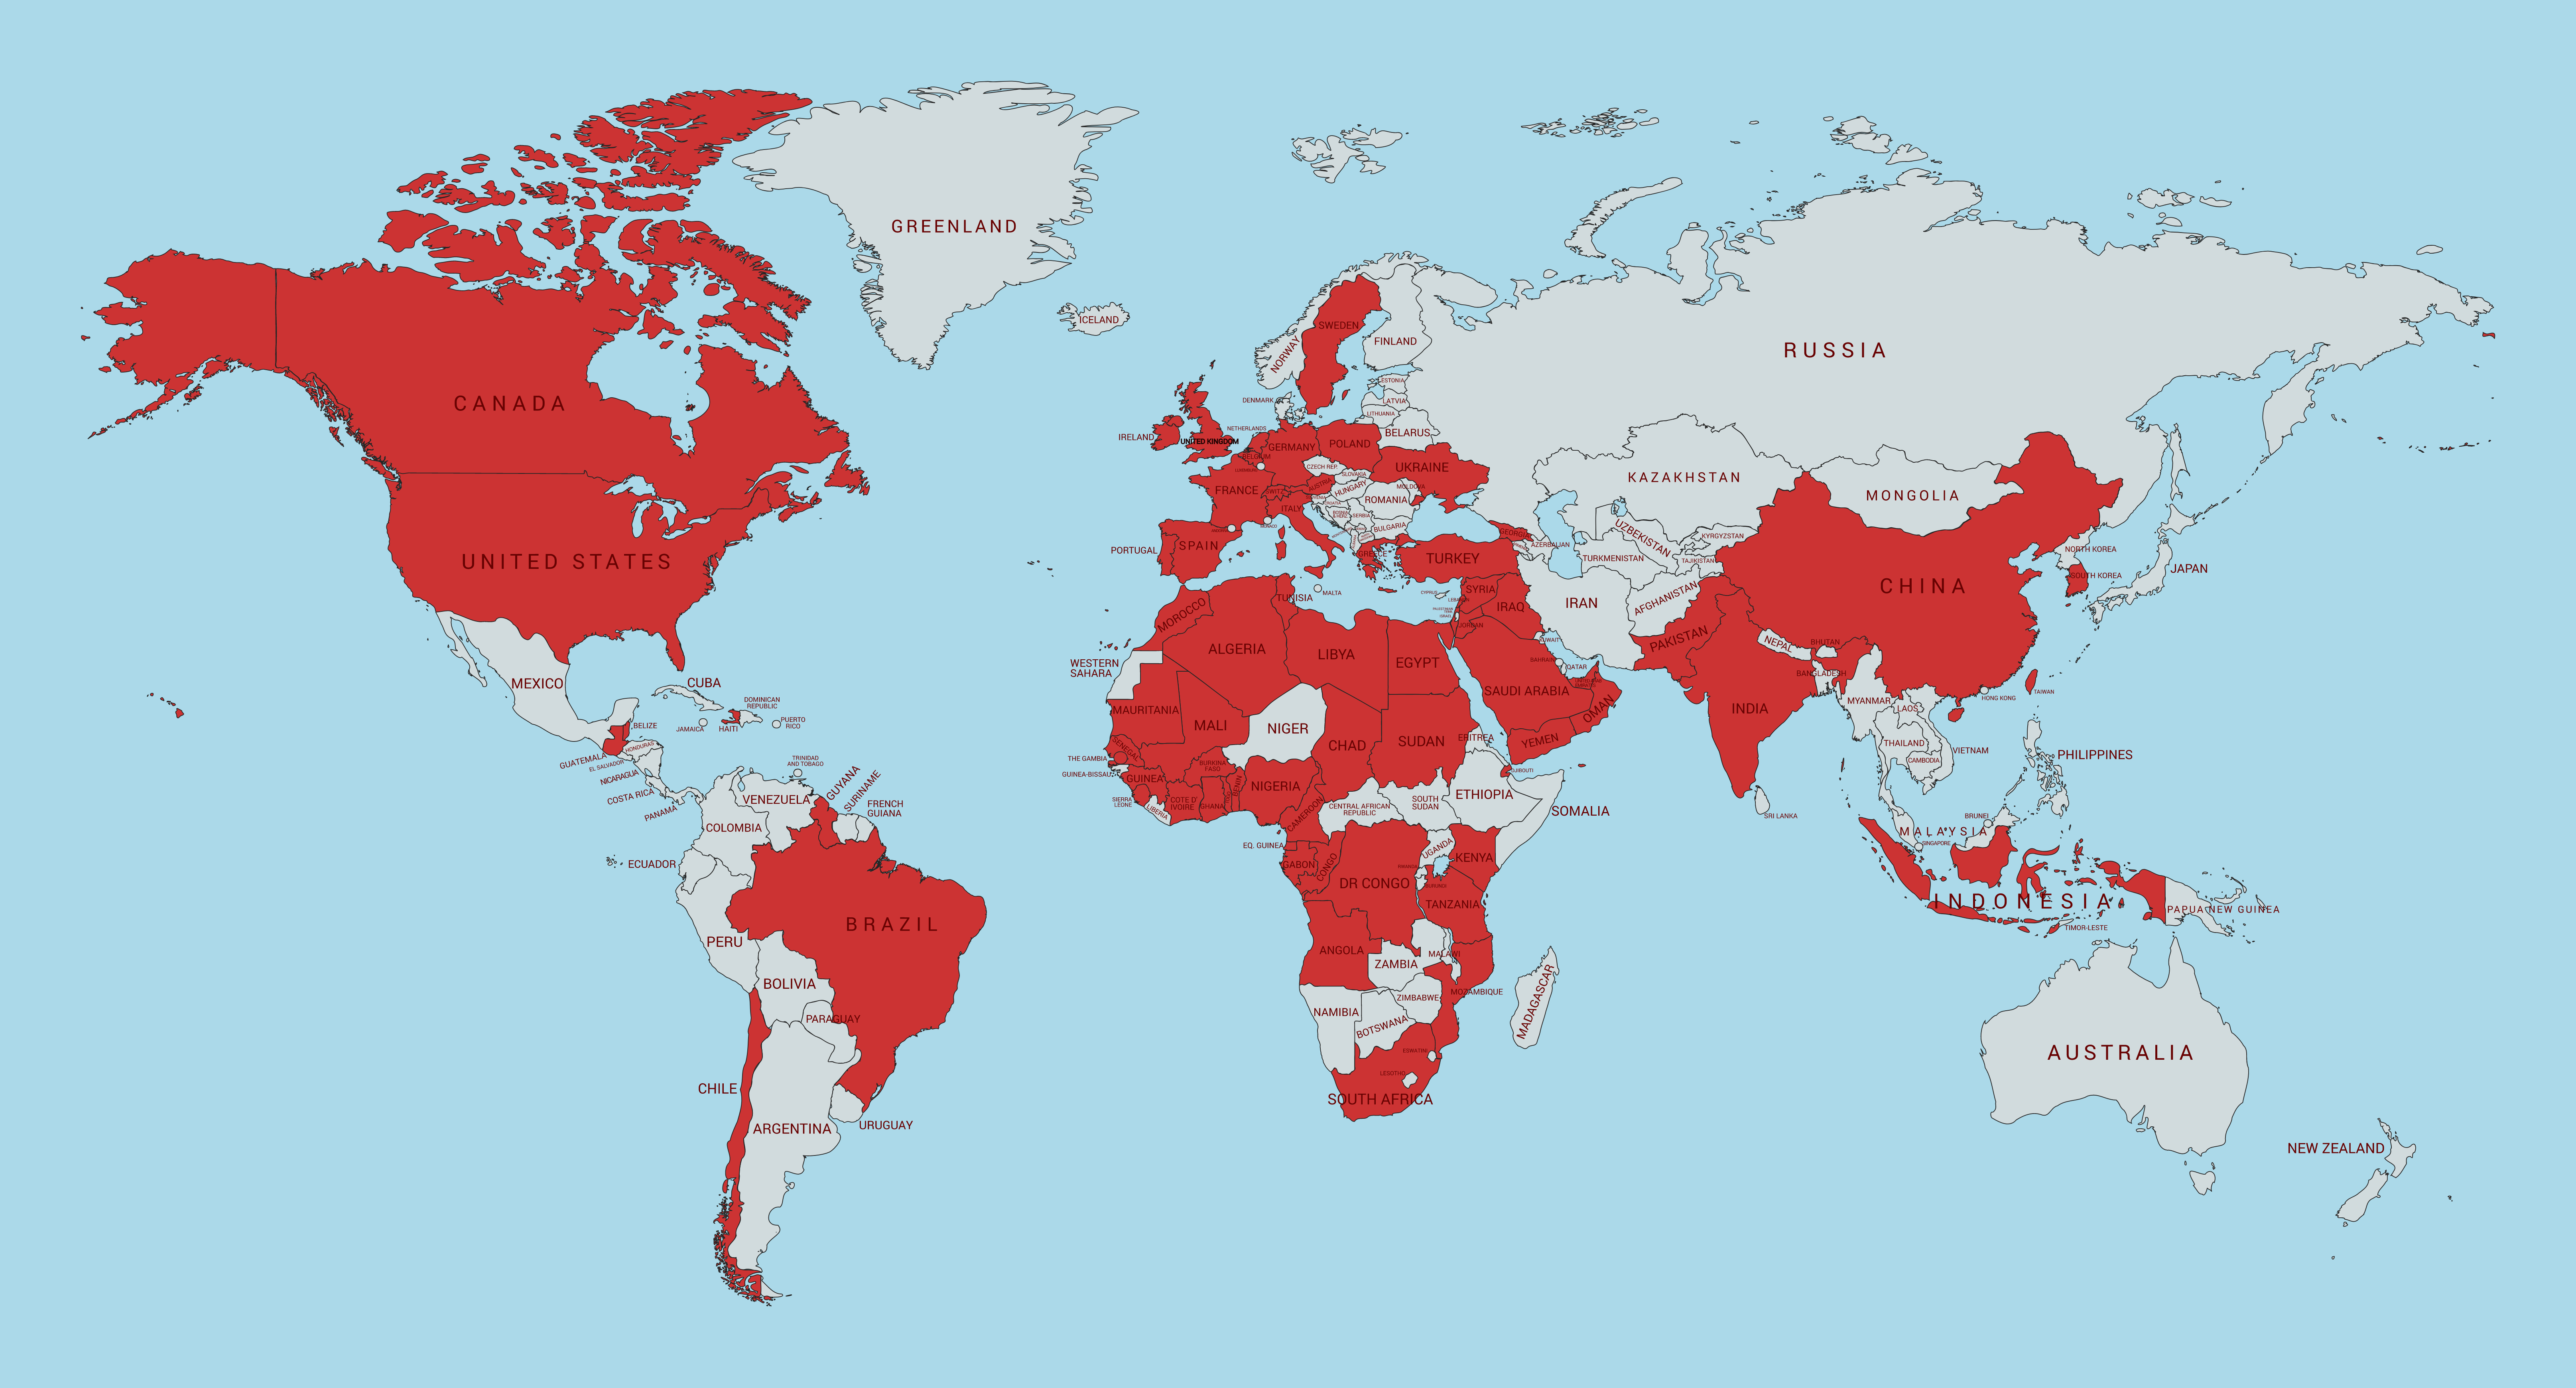 GREENLAND
ICELAND
RUSSIA
CANADA
UNITED STATES
MEXICO
CUBA
DOMINICAN
REPUBLIC
PUERTO
RICO
JAMAICA
HAITI
BELIZE
GUATEMALA
HONDURAS
EL SALVADOR
NICARAGUA
COSTA RICA
PANAMA
TRINIDAD
AND TOBAGO
VENEZUELA
GUYANA
SURINAME
FRENCH
GUIANA
COLOMBIA
ECUADOR
PERU
BRAZIL
BOLIVIA
PARAGUAY
CHILE
ARGENTINA
URUGUAY
SWEDEN
NORWAY
FINLAND
ESTONIA
LATVIA
LITHUANIA
DENMARK
BELARUS
IRELAND
UNITED KINGDOM
NETHERLANDS
GERMANY
POLAND
BELGIUM
LUXEMBOURG
CZECH REP.
SLOVAKIA
UKRAINE
FRANCE
SWITZ.
AUSTRIA
HUNGARY
MOLDOVA
ROMANIA
ITALY
SERBIA
BULGARIA
MONACO
PORTUGAL
SPAIN
GREECE
TURKEY
GEORGIA
AZERBAIJAN
MALTA
CYPRUS
LEBANON
SYRIA
IRAQ
IRAN
ISRAEL
JORDAN
KUWAIT
BAHRAIN
QATAR
SAUDI ARABIA
UNITED ARAB
EMIRATES
OMAN
YEMEN
KAZAKHSTAN
UZBEKISTAN
TURKMENISTAN
KYRGYZSTAN
TAJIKISTAN
AFGHANISTAN
PAKISTAN
INDIA
NEPAL
BHUTAN
BANGLADESH
SRI LANKA
MONGOLIA
CHINA
NORTH KOREA
SOUTH KOREA
JAPAN
TAIWAN
HONG KONG
MYANMAR
LAOS
THAILAND
VIETNAM
CAMBODIA
PHILIPPINES
BRUNEI
MALAYSIA
SINGAPORE
INDONESIA
PAPUA NEW GUINEA
TIMOR-LESTE
AUSTRALIA
NEW ZEALAND
MOROCCO
TUNISIA
ALGERIA
LIBYA
EGYPT
WESTERN
SAHARA
MAURITANIA
MALI
NIGER
CHAD
SUDAN
ERITREA
DJIBOUTI
SENEGAL
THE GAMBIA
GUINEA-BISSAU
GUINEA
SIERRA
LEONE
LIBERIA
COTE D'
IVOIRE
BURKINA
FASO
GHANA
TOGO
BENIN
NIGERIA
CAMEROON
CENTRAL AFRICAN
REPUBLIC
SOUTH
SUDAN
ETHIOPIA
SOMALIA
EQ. GUINEA
GABON
CONGO
DR CONGO
UGANDA
KENYA
RWANDA
BURUNDI
TANZANIA
ANGOLA
ZAMBIA
MALAWI
MOZAMBIQUE
ZIMBABWE
NAMIBIA
BOTSWANA
MADAGASCAR
ESWATINI
LESOTHO
SOUTH AFRICA